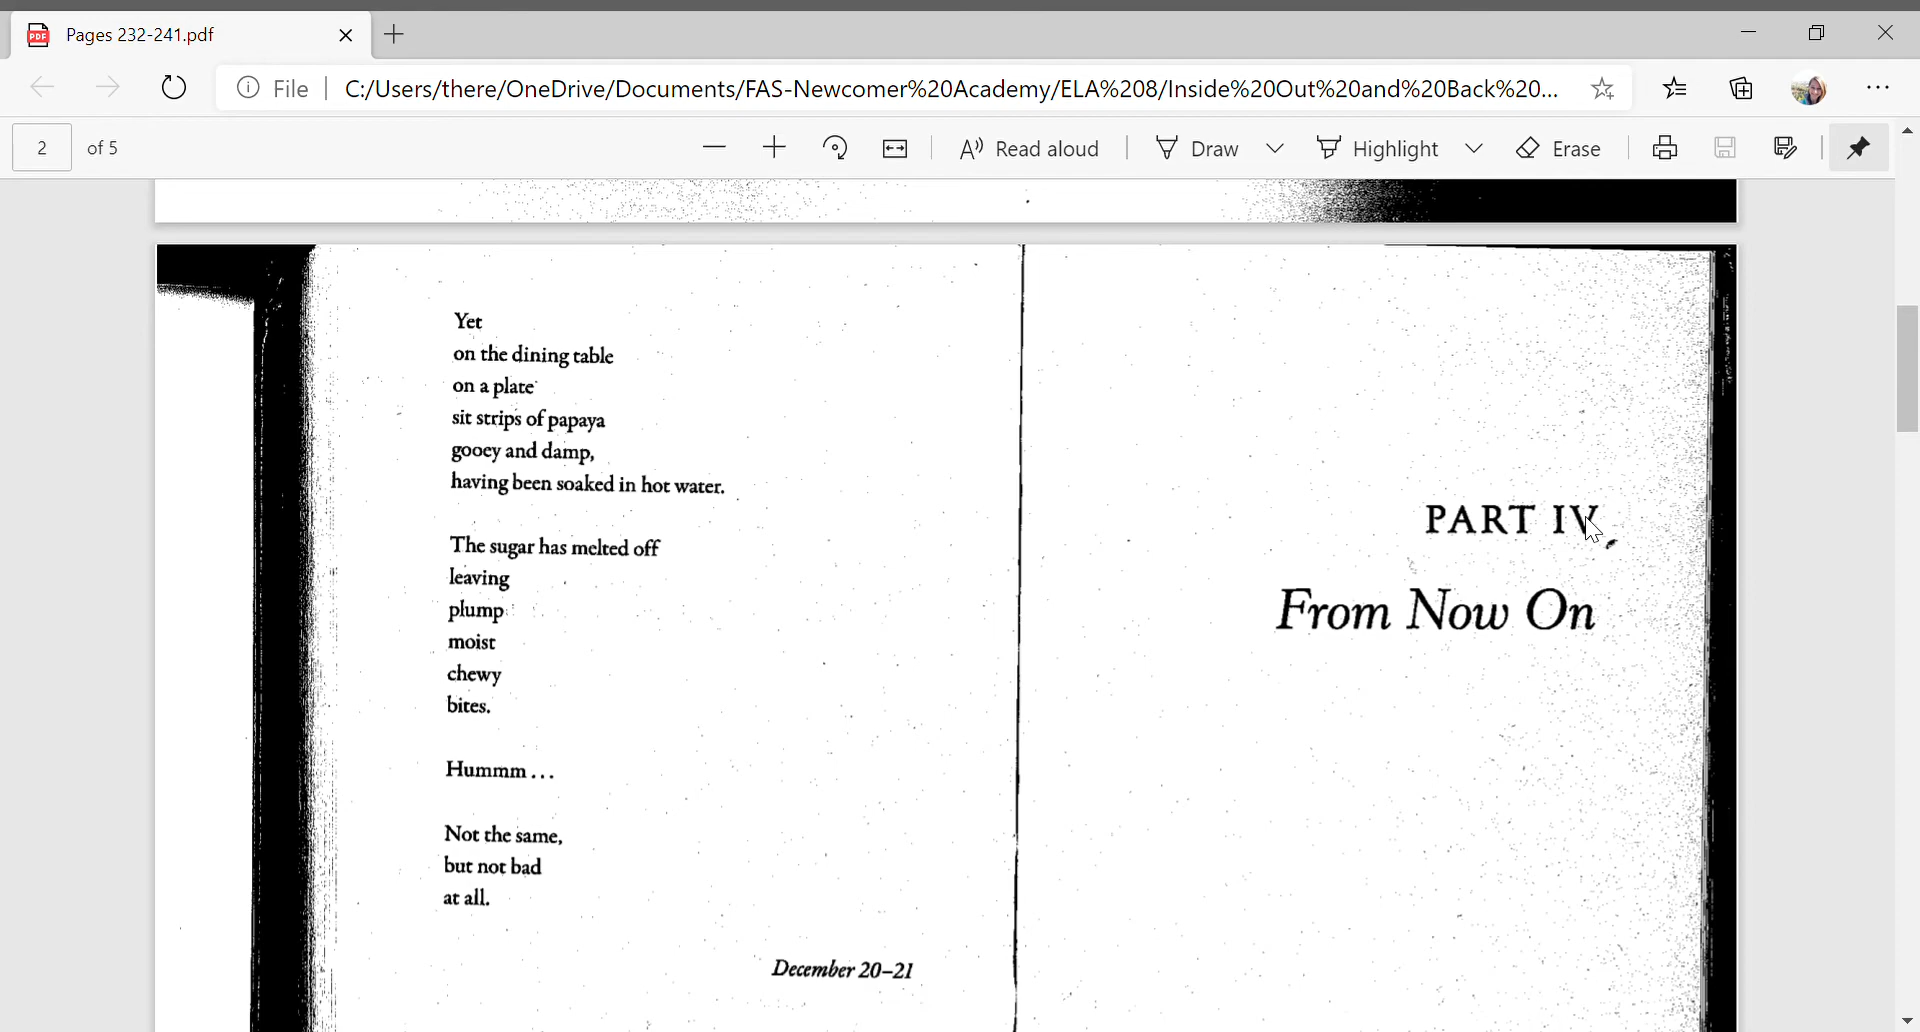 Pages 232-241.pdf
File
C:/Users/there/OneDrive/Documents/FAS-Newcomer%20Academy/ELA%208/Inside%20Out%20and%20Back%20...
2 of 5
Read aloud
Draw
Highlight
Erase
Yet
on the dining table
on a plate
sit strips of papaya
gooey and damp,
having been soaked in hot water.
The sugar has melted off
leaving
plump
moist
chewy
bites.
Hummm . . .
Not the same,
but not bad
at all.
December 20–21
PART IV
From Now On